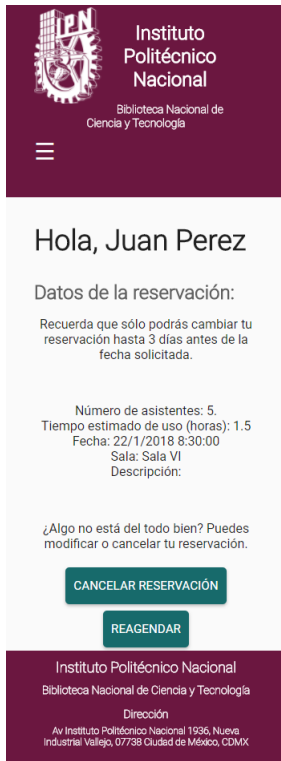 IPN
Instituto
Politécnico
Nacional
Biblioteca Nacional de
Ciencia y Tecnología
Hola, Juan Perez
Datos de la reservación:
Recuerda que sólo podrás cambiar tu
reservación hasta 3 días antes de la
fecha solicitada.
Número de asistentes: 5.
Tiempo estimado de uso (horas): 1.5
Fecha: 22/1/2018 8:30:00
Sala: Sala VI
Descripción:
¿Algo no está del todo bien? Puedes
modificar o cancelar tu reservación.
CANCELAR RESERVACIÓN
REAGENDAR
Instituto Politécnico Nacional
Biblioteca Nacional de Ciencia y Tecnología
Dirección
Av Instituto Politécnico Nacional 1936, Nueva
Industrial Vallejo, 07738 Ciudad de México, CDMX